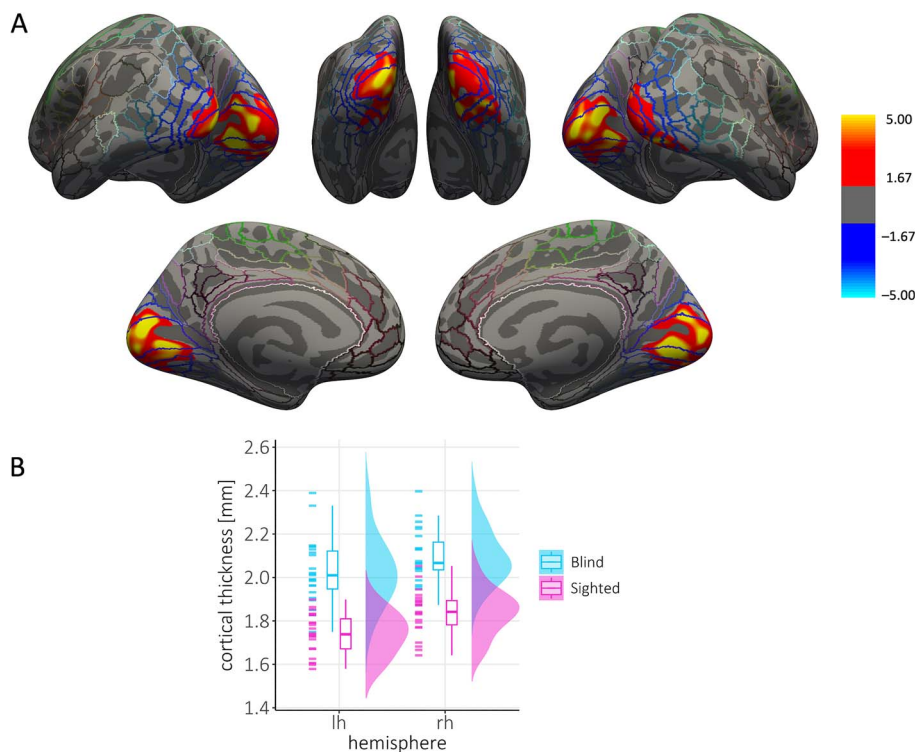 A
5.00
1.67
−1.67
−5.00
B
2.6
2.4
2.2
2.0
1.8
1.6
1.4
cortical thickness [mm]
lh
rh
hemisphere
Blind
Sighted